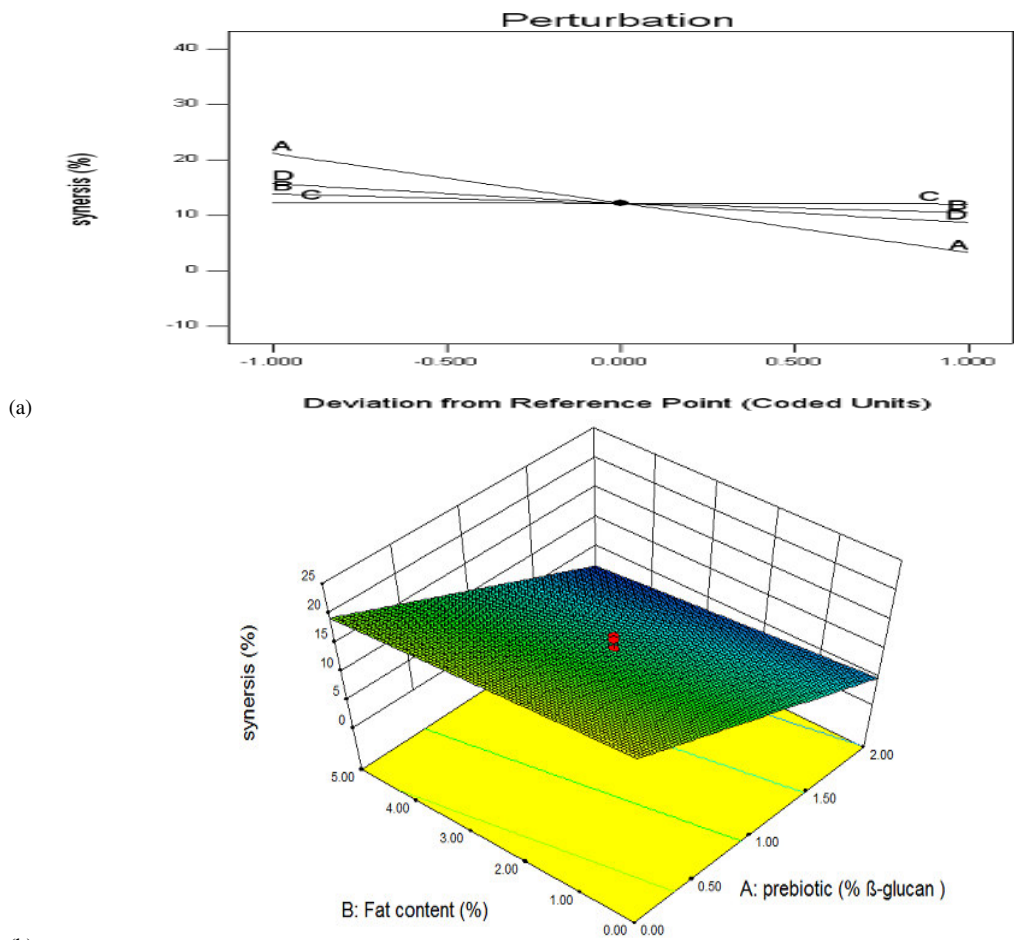 Perturbation
40
30
20
10
0
-10
synersis (%)
A
D
B
C
C
B
D
A
-1.000 -0.500 0.000 0.500 1.000
Deviation from Reference Point (Coded Units)
(a)
25
20
15
10
5
0
synersis (%)
5.00
4.00
3.00
2.00
1.00
0.00
B: Fat content (%)
0.00
0.50
1.00
1.50
2.00
A: prebiotic (% ß-glucan )